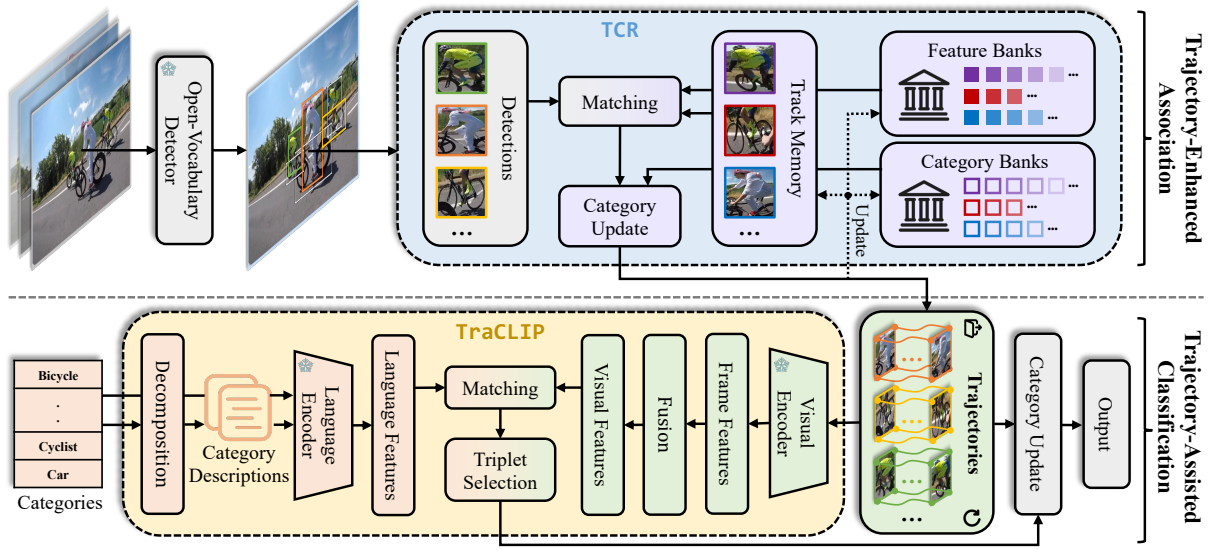 TCR
Open-Vocabulary
Detector
Detections
...
Matching
Category
Update
Track Memory
...
Feature Banks
...
...
...
Category Banks
...
...
...
Update
Trajectory-Enhanced
Association
TraCLIP
Bicycle
.
.
Cyclist
Car
Categories
Decomposition
Category
Descriptions
Language
Encoder
Language Features
Matching
Triplet
Selection
Visual Features
Fusion
Frame Features
Visual
Encoder
...
...
...
...
Trajectories
Category Update
Output
Trajectory-Assisted
Classification